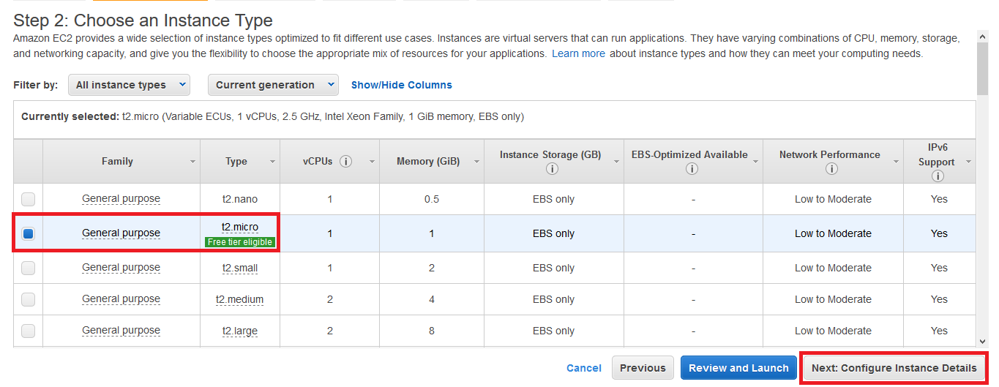 Step 2: Choose an Instance Type
Amazon EC2 provides a wide selection of instance types optimized to fit different use cases. Instances are virtual servers that can run applications. They have varying combinations of CPU, memory, storage,
and networking capacity, and give you the flexibility to choose the appropriate mix of resources for your applications. Learn more about instance types and how they can meet your computing needs.
Filter by: All instance types Current generation Show/Hide Columns
Currently selected: t2.micro (Variable ECUs, 1 vCPUs, 2.5 GHz, Intel Xeon Family, 1 GiB memory, EBS only)
Family Type vCPUs i Memory (GiB) Instance Storage (GB) i EBS-Optimized Available i Network Performance i IPv6 Support i
General purpose t2.nano 1 0.5 EBS only - Low to Moderate Yes
General purpose t2.micro Free tier eligible 1 1 EBS only - Low to Moderate Yes
General purpose t2.small 1 2 EBS only - Low to Moderate Yes
General purpose t2.medium 2 4 EBS only - Low to Moderate Yes
General purpose t2.large 2 8 EBS only - Low to Moderate Yes
Cancel Previous Review and Launch Next: Configure Instance Details